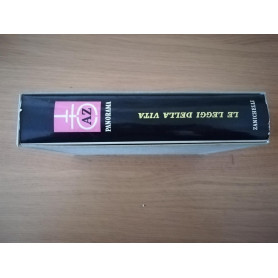 AZ
PANORAMA
LE LEGGI DELLA VITA
ZANICHELLI